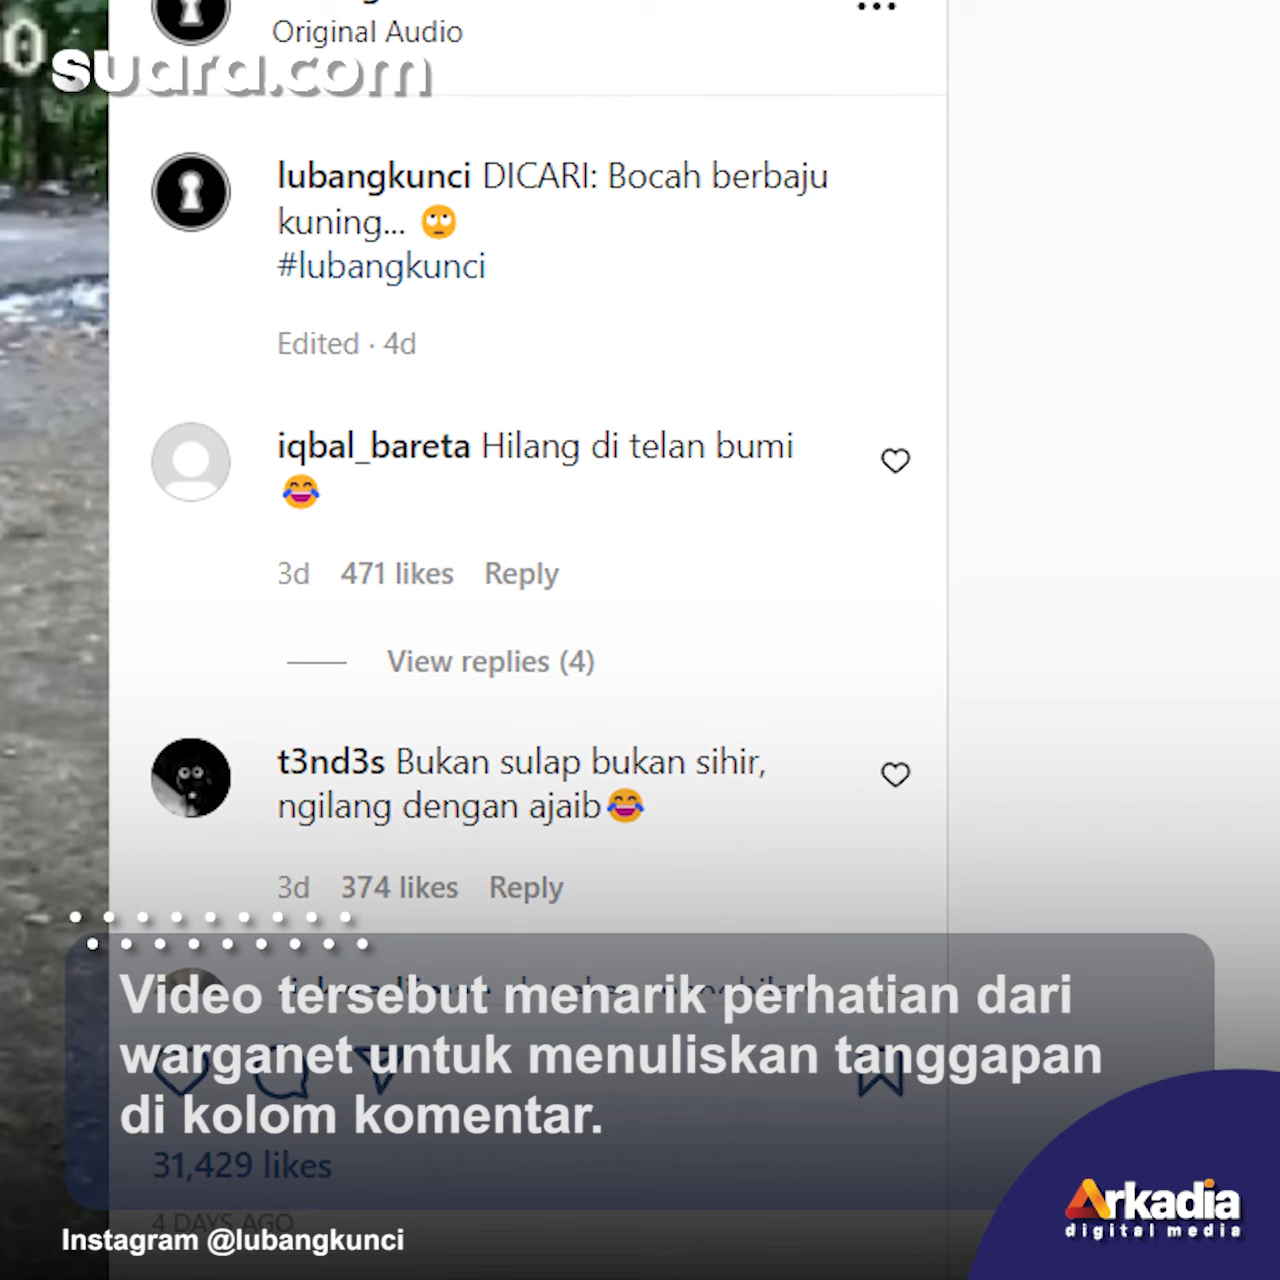 Original Audio
suara.com
lubangkunci DICARI: Bocah berbaju
kuning... 🙄
#lubangkunci
Edited · 4d
iqbal_bareta Hilang di telan bumi
😂
3d 471 likes Reply
View replies (4)
t3nd3s Bukan sulap bukan sihir,
ngilang dengan ajaib😂
3d 374 likes Reply
Video tersebut menarik perhatian dari
warganet untuk menuliskan tanggapan
di kolom komentar.
31,429 likes
4 DAYS AGO
Instagram @lubangkunci
Arkadia
digital media